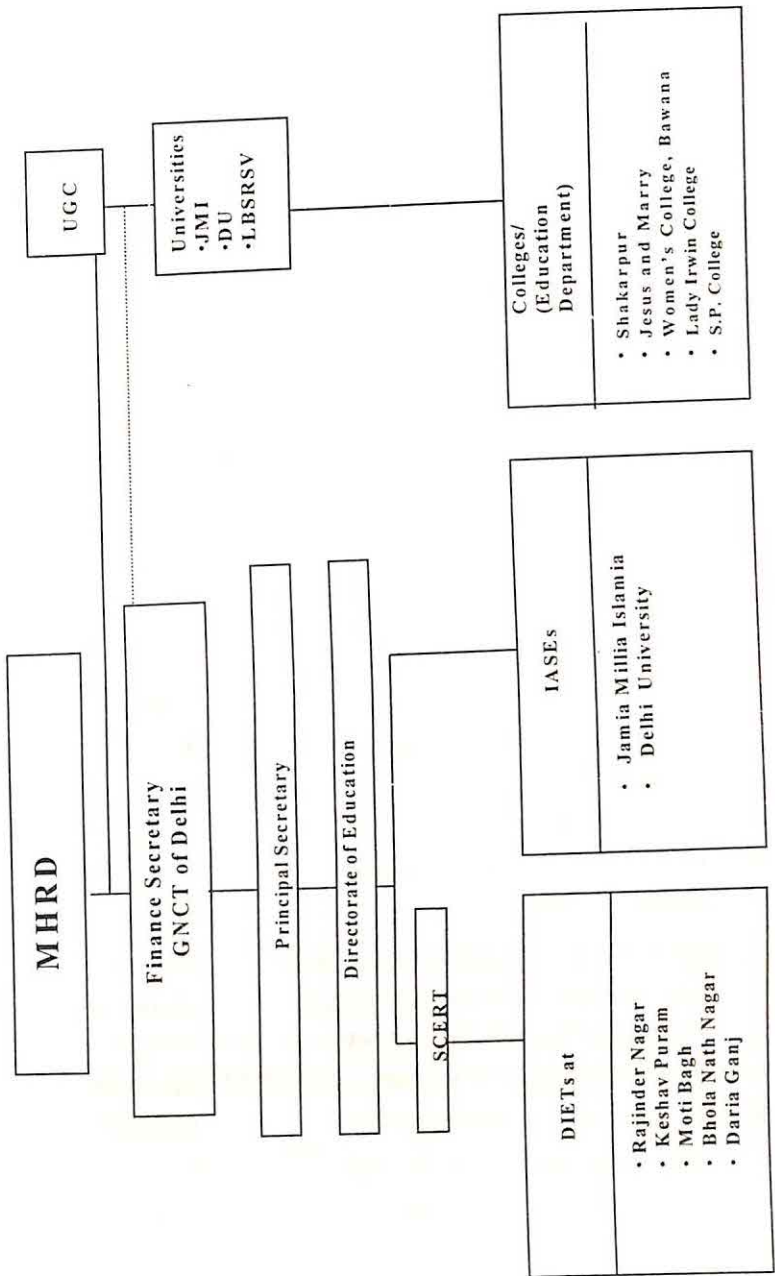 MHRD
UGC
Finance Secretary
GNCT of Delhi
Universities
•JMI
•DU
•LBSRSV
Principal Secretary
Directorate of Education
SCERT
DIETs at
• Rajinder Nagar
• Keshav Puram
• Moti Bagh
• Bhola Nath Nagar
• Daria Ganj
IASEs
• Jamia Millia Islamia
• Delhi University
Colleges/
(Education
Department)
• Shakarpur
• Jesus and Marry
• Women's College, Bawana
• Lady Irwin College
• S.P. College